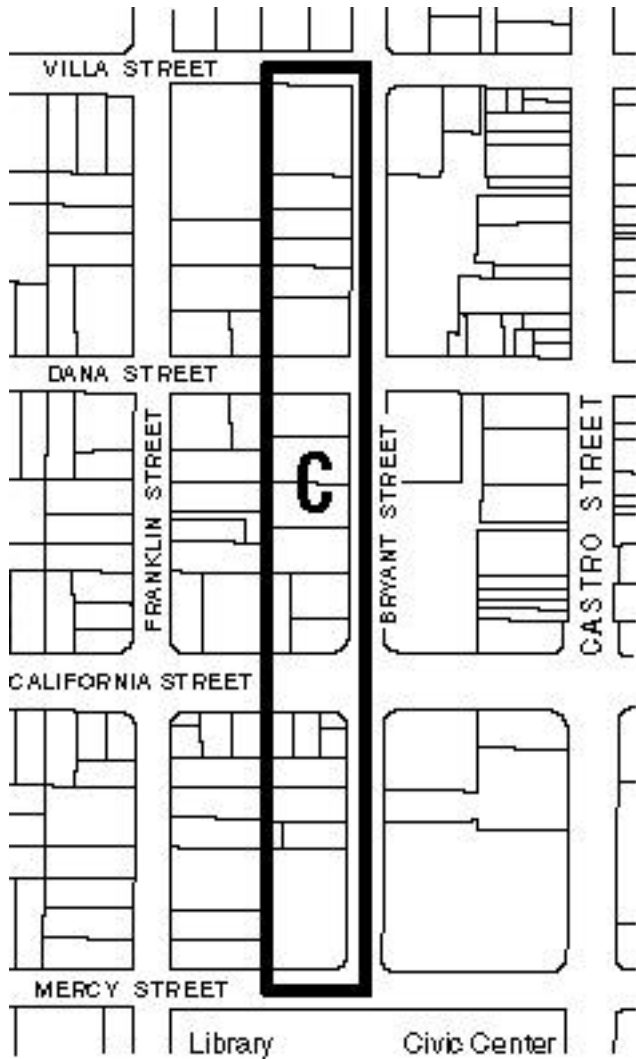 VILLA STREET
DANA STREET
FRANKLIN STREET
C
BRYANT STREET
CASTRO STREET
CALIFORNIA STREET
MERCY STREET
Library
Civic Center